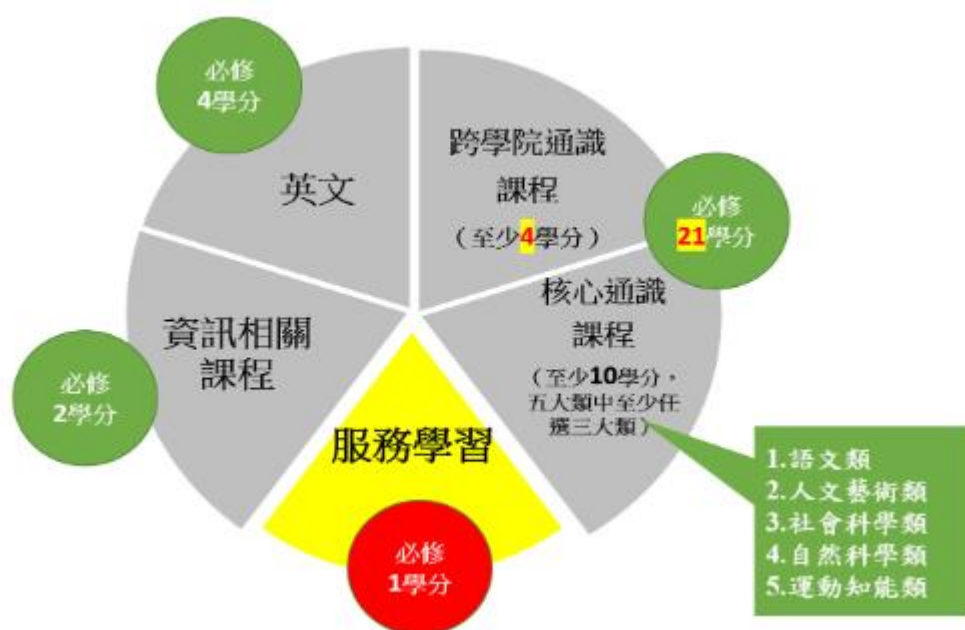 必修
4學分
英文
跨學院通識
課程
（至少4學分）
必修
21學分
核心通識
課程
（至少10學分，
五大類中至少任
選三大類）
資訊相關
課程
必修
2學分
服務學習
必修
1學分
1.語文類
2.人文藝術類
3.社會科學類
4.自然科學類
5.運動知能類